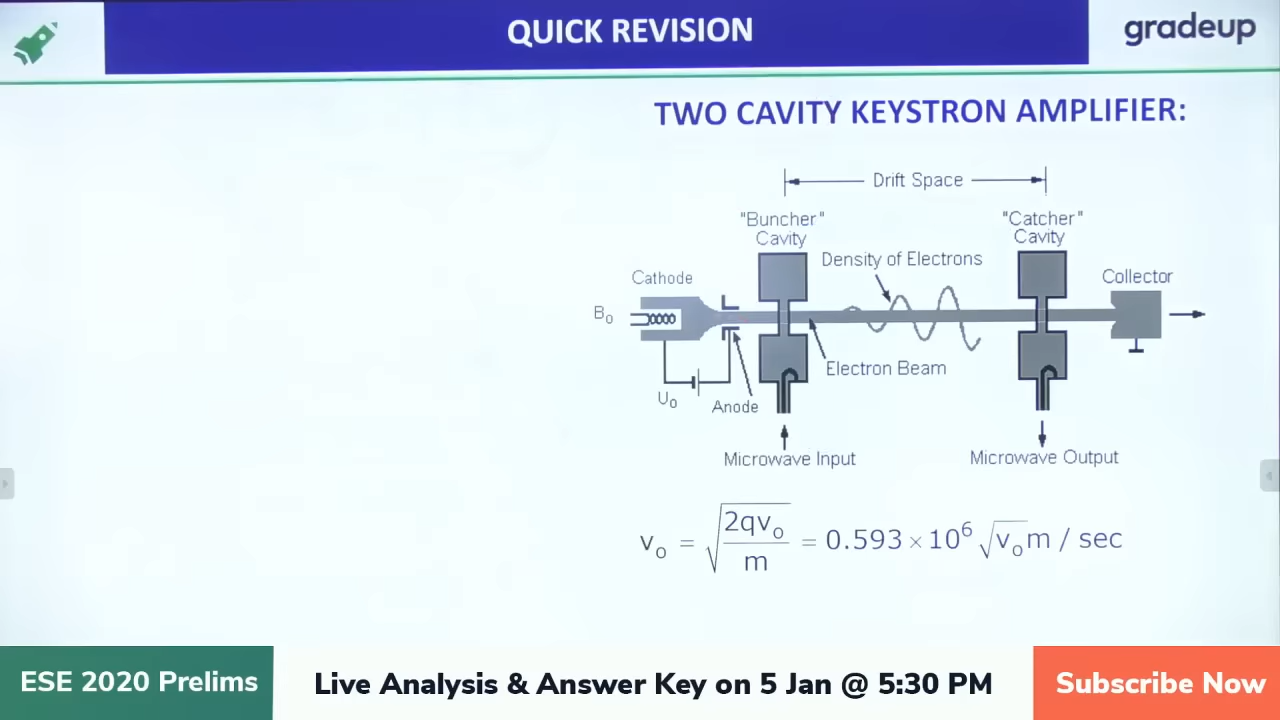 QUICK REVISION
gradeup
TWO CAVITY KEYSTRON AMPLIFIER:
Drift Space
"Buncher"
Cavity
"Catcher"
Cavity
Density of Electrons
Cathode
Collector
B₀
Electron Beam
U₀
Anode
Microwave Input
Microwave Output
v₀ = √(2qv₀/m) = 0.593 × 10⁶ √v₀ m / sec
ESE 2020 Prelims
Live Analysis & Answer Key on 5 Jan @ 5:30 PM
Subscribe Now